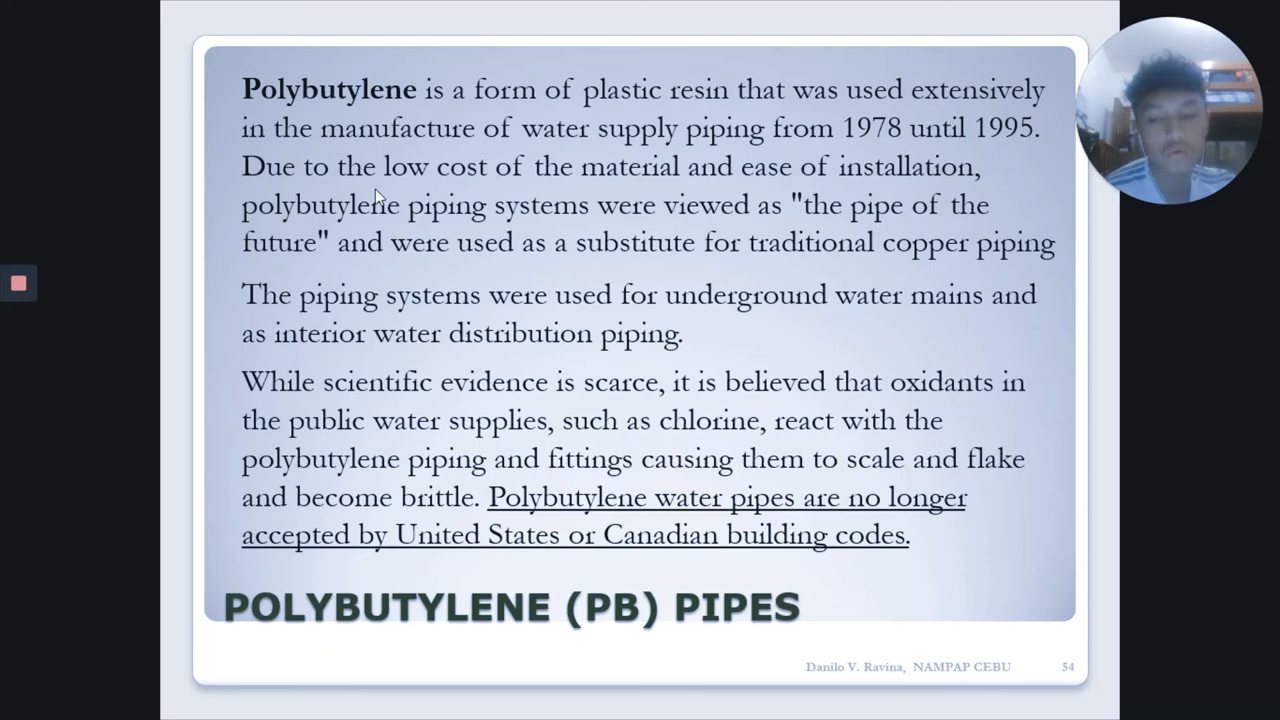 Polybutylene is a form of plastic resin that was used extensively
in the manufacture of water supply piping from 1978 until 1995.
Due to the low cost of the material and ease of installation,
polybutylene piping systems were viewed as "the pipe of the
future" and were used as a substitute for traditional copper piping
The piping systems were used for underground water mains and
as interior water distribution piping.
While scientific evidence is scarce, it is believed that oxidants in
the public water supplies, such as chlorine, react with the
polybutylene piping and fittings causing them to scale and flake
and become brittle. Polybutylene water pipes are no longer
accepted by United States or Canadian building codes.
POLYBUTYLENE (PB) PIPES
Danilo V. Ravina, NAMPAP CEBU 54